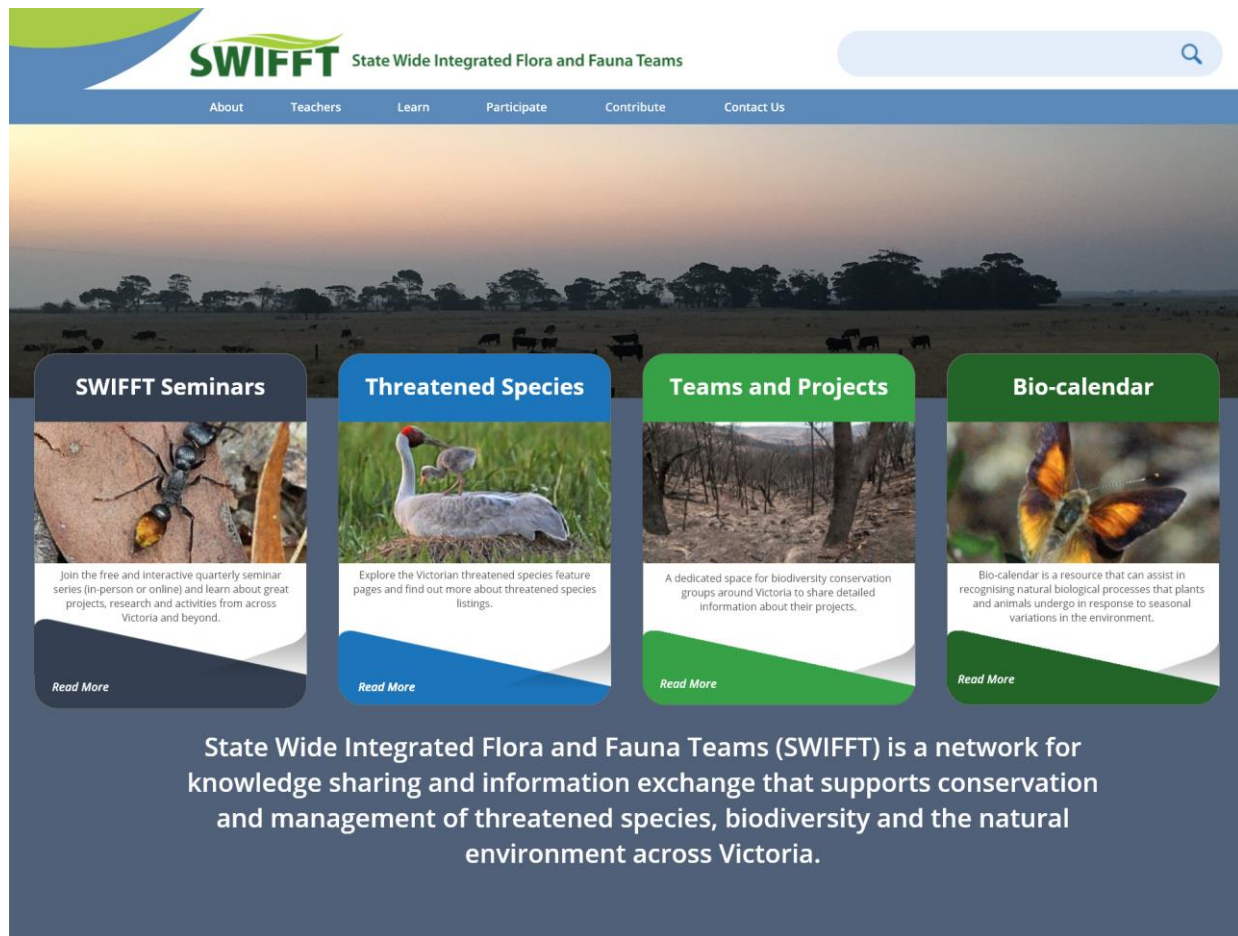 SWIFFT State Wide Integrated Flora and Fauna Teams
About Teachers Learn Participate Contribute Contact Us
SWIFFT Seminars
Join the free and interactive quarterly seminar
series (in-person or online) and learn about great
projects, research and activities from across
Victoria and beyond.
Read More
Threatened Species
Explore the Victorian threatened species feature
pages and find out more about threatened species
listings.
Read More
Teams and Projects
A dedicated space for biodiversity conservation
groups around Victoria to share detailed
information about their projects.
Read More
Bio-calendar
Bio-calendar is a resource that can assist in
recognising natural biological processes that plants
and animals undergo in response to seasonal
variations in the environment.
Read More
State Wide Integrated Flora and Fauna Teams (SWIFFT) is a network for
knowledge sharing and information exchange that supports conservation
and management of threatened species, biodiversity and the natural
environment across Victoria.